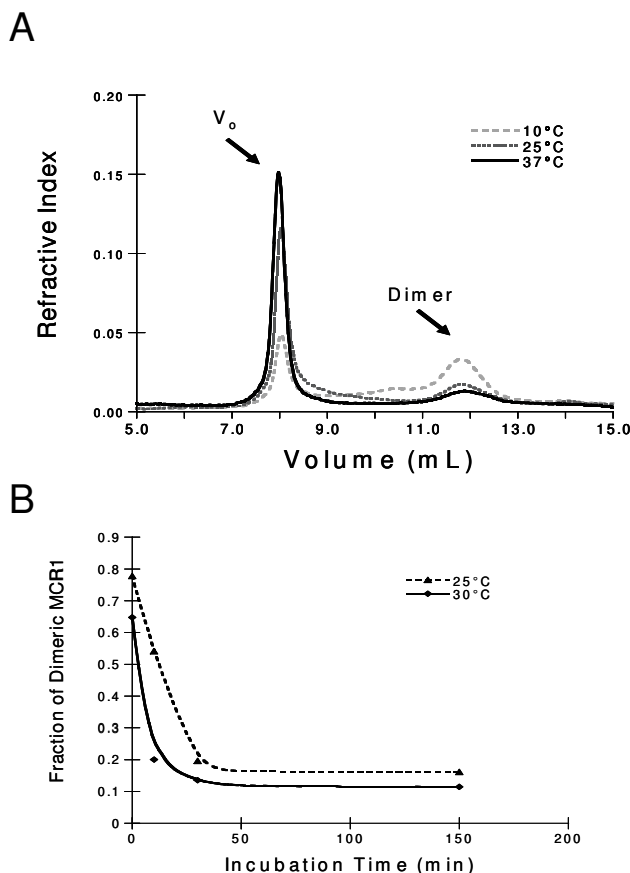 A
0.20
0.15
0.10
0.05
0.00
Refractive Index
Vo
Dimer
10°C
25°C
37°C
5.0 7.0 9.0 11.0 13.0 15.0
Volume (mL)
B
0.9
0.8
0.7
0.6
0.5
0.4
0.3
0.2
0.1
0
Fraction of Dimeric MCR1
25°C
30°C
0 50 100 150 200
Incubation Time (min)